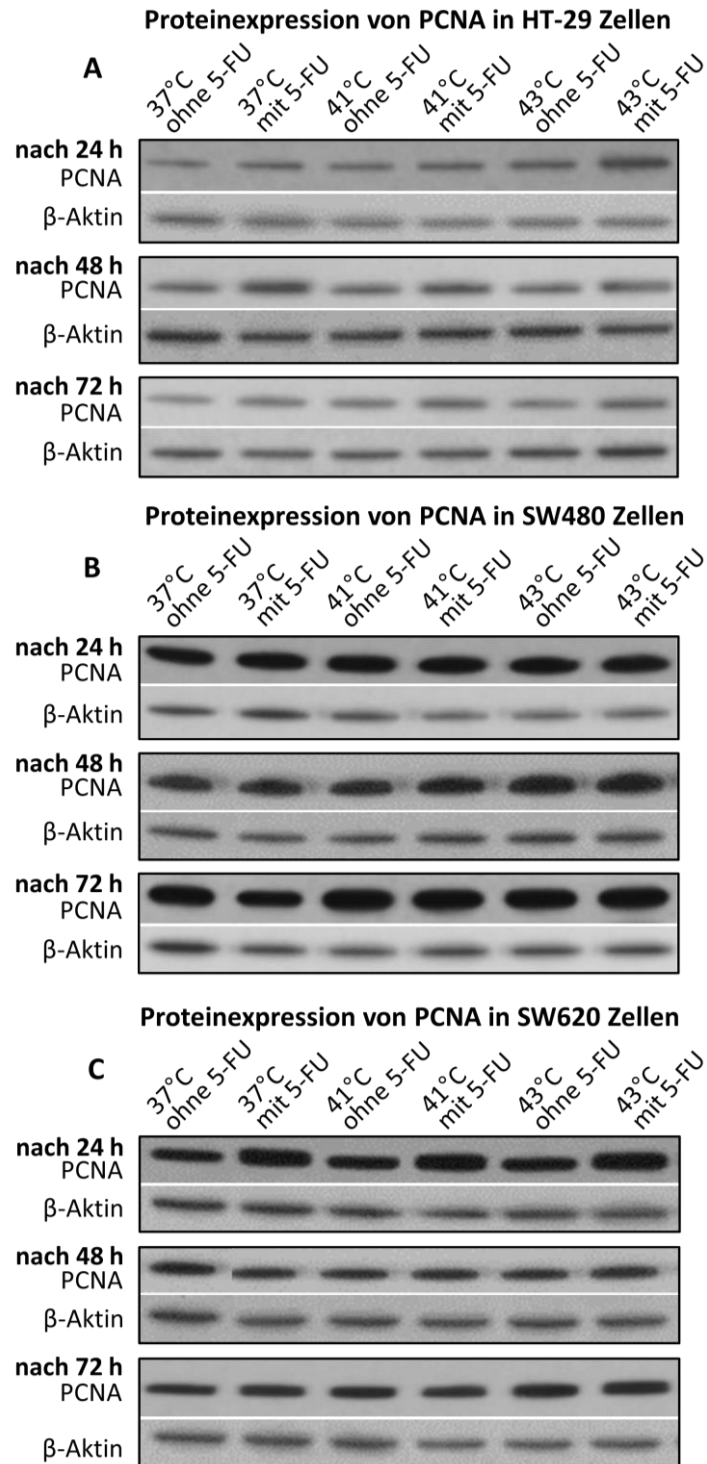 Proteinexpression von PCNA in HT-29 Zellen
A
37°C ohne 5-FU
37°C mit 5-FU
41°C ohne 5-FU
41°C mit 5-FU
43°C ohne 5-FU
43°C mit 5-FU
nach 24 h
PCNA
β-Aktin
nach 48 h
PCNA
β-Aktin
nach 72 h
PCNA
β-Aktin
Proteinexpression von PCNA in SW480 Zellen
B
37°C ohne 5-FU
37°C mit 5-FU
41°C ohne 5-FU
41°C mit 5-FU
43°C ohne 5-FU
43°C mit 5-FU
nach 24 h
PCNA
β-Aktin
nach 48 h
PCNA
β-Aktin
nach 72 h
PCNA
β-Aktin
Proteinexpression von PCNA in SW620 Zellen
C
37°C ohne 5-FU
37°C mit 5-FU
41°C ohne 5-FU
41°C mit 5-FU
43°C ohne 5-FU
43°C mit 5-FU
nach 24 h
PCNA
β-Aktin
nach 48 h
PCNA
β-Aktin
nach 72 h
PCNA
β-Aktin